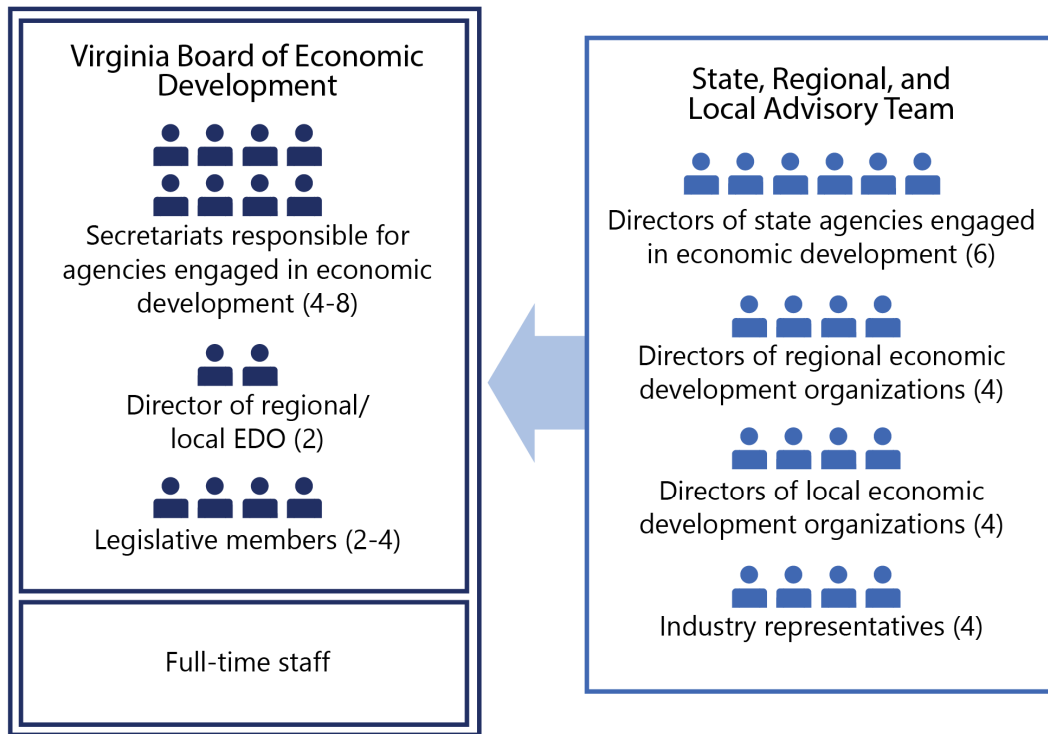 Virginia Board of Economic
Development
Secretariats responsible for
agencies engaged in economic
development (4-8)
Director of regional/
local EDO (2)
Legislative members (2-4)
Full-time staff
State, Regional, and
Local Advisory Team
Directors of state agencies engaged
in economic development (6)
Directors of regional economic
development organizations (4)
Directors of local economic
development organizations (4)
Industry representatives (4)